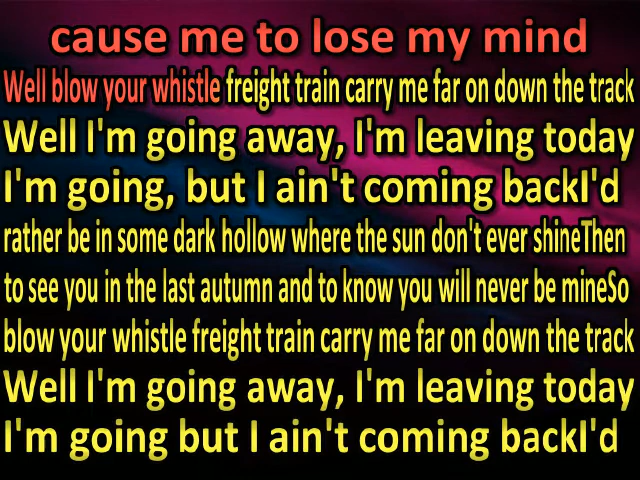 cause me to lose my mind
Well blow your whistle freight train carry me far on down the track
Well I'm going away, I'm leaving today
I'm going, but I ain't coming backI'd
rather be in some dark hollow where the sun don't ever shineThen
to see you in the last autumn and to know you will never be mineSo
blow your whistle freight train carry me far on down the track
Well I'm going away, I'm leaving today
I'm going but I ain't coming backI'd